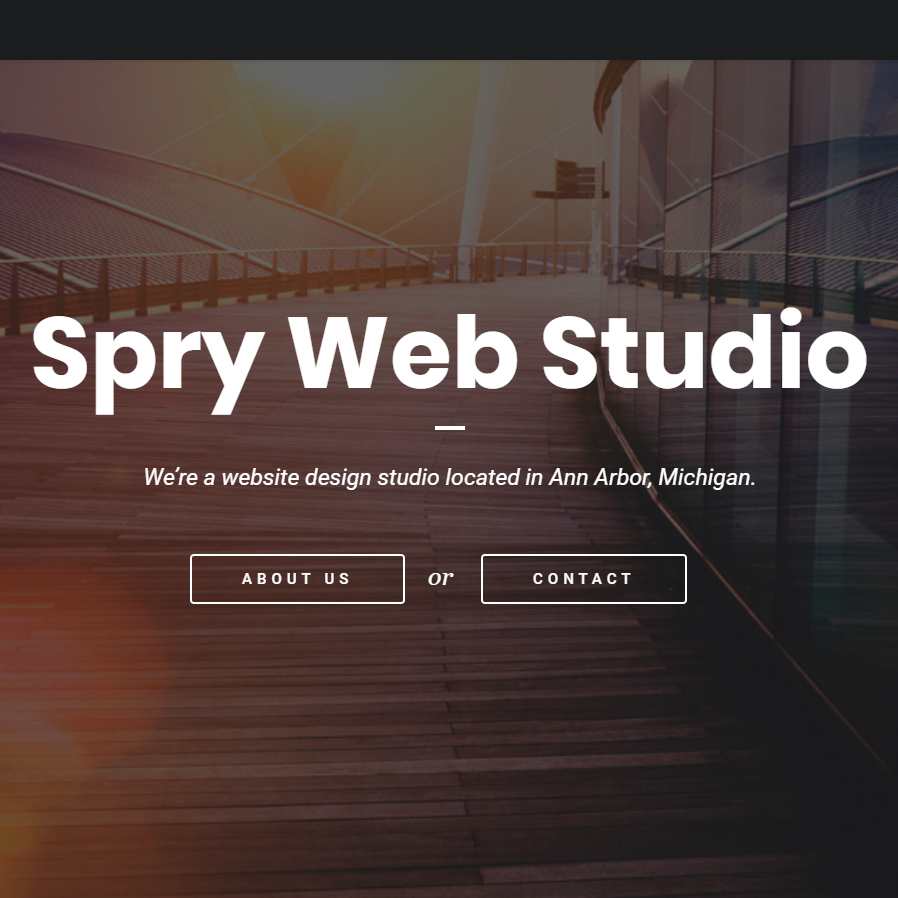 Spry Web Studio
We’re a website design studio located in Ann Arbor, Michigan.
ABOUT US or CONTACT